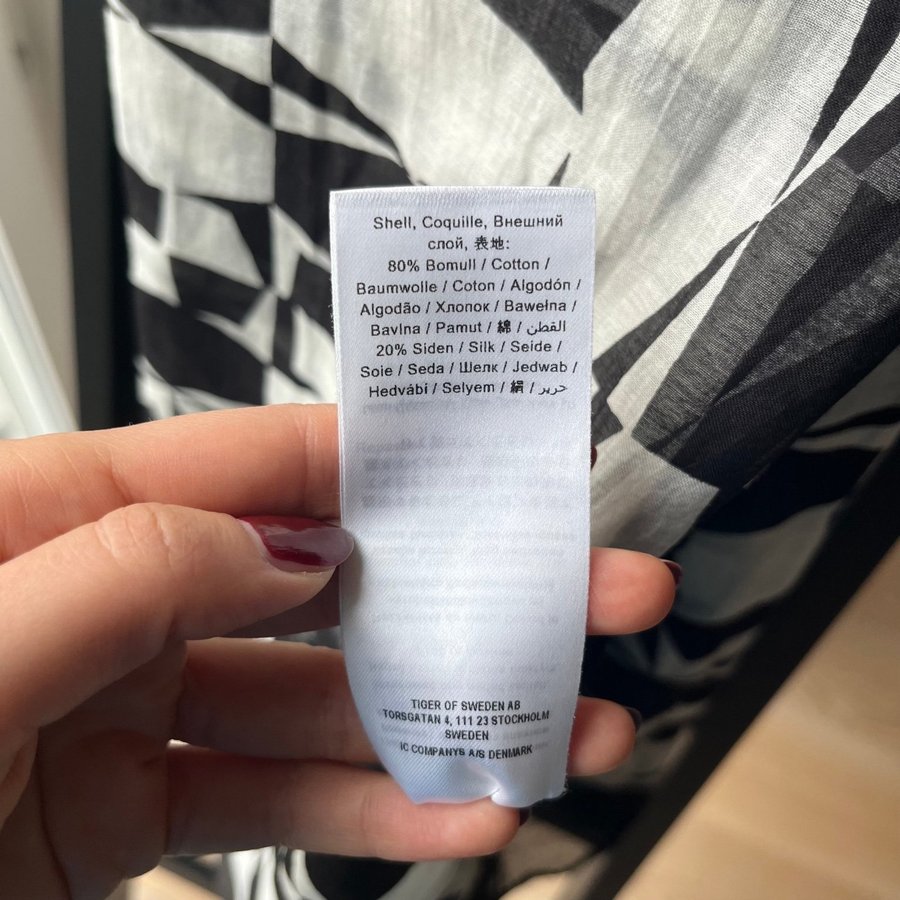 Shell, Coquille, Внешний
слой, 表地:
80% Bomull / Cotton /
Baumwolle / Coton / Algodón /
Algodão / Хлопок / Bawełna /
Bavlna / Pamut / 綿 / القطن /
20% Siden / Silk / Seide /
Soie / Seda / Шелк / Jedwab /
Hedvábí / Selyem / 絹 / حرير /
TIGER OF SWEDEN AB
TORSGATAN 4, 111 23 STOCKHOLM
SWEDEN
IC COMPANYS A/S DENMARK